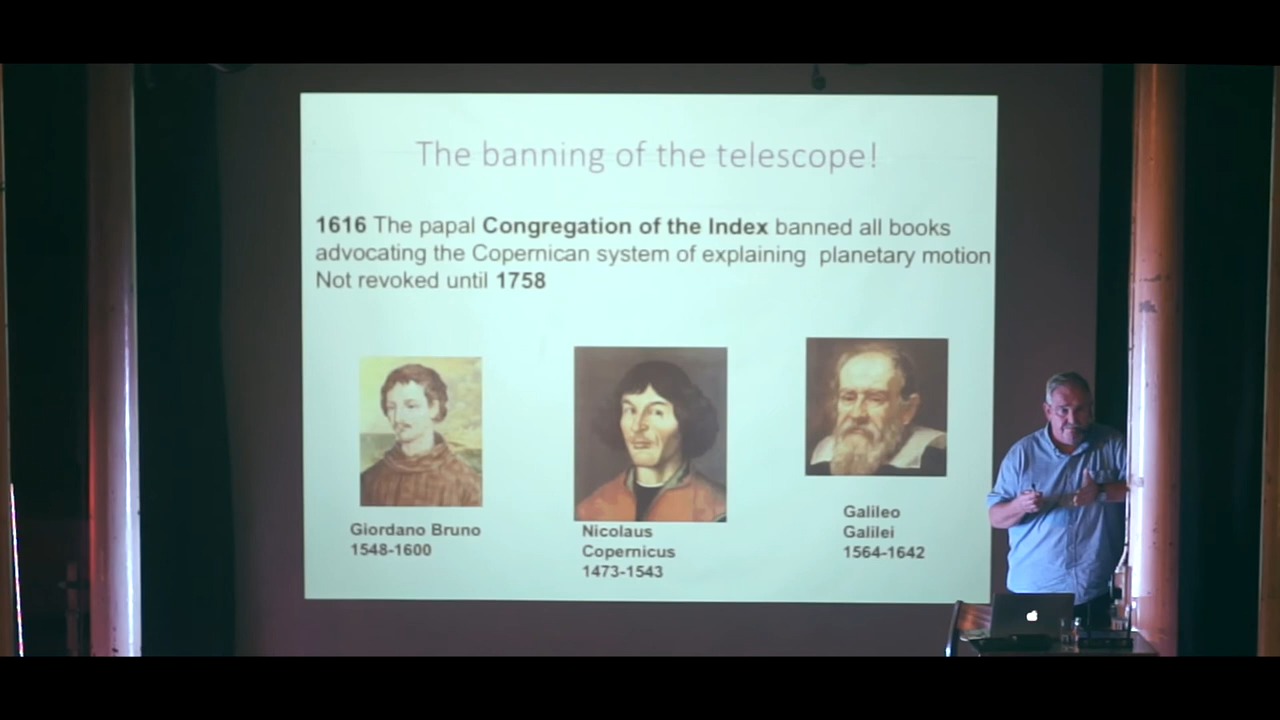 The banning of the telescope!
1616 The papal Congregation of the Index banned all books
advocating the Copernican system of explaining planetary motion
Not revoked until 1758
Giordano Bruno
1548-1600
Nicolaus
Copernicus
1473-1543
Galileo
Galilei
1564-1642